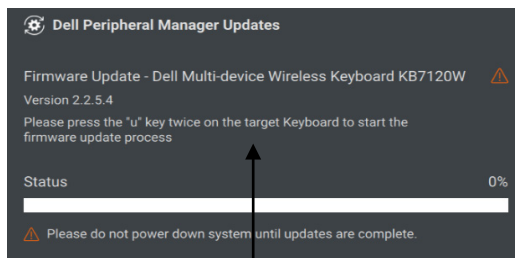 Dell Peripheral Manager Updates
Firmware Update - Dell Multi-device Wireless Keyboard KB7120W
Version 2.2.5.4
Please press the "u" key twice on the target Keyboard to start the
firmware update process
Status 0%
Please do not power down system until updates are complete.